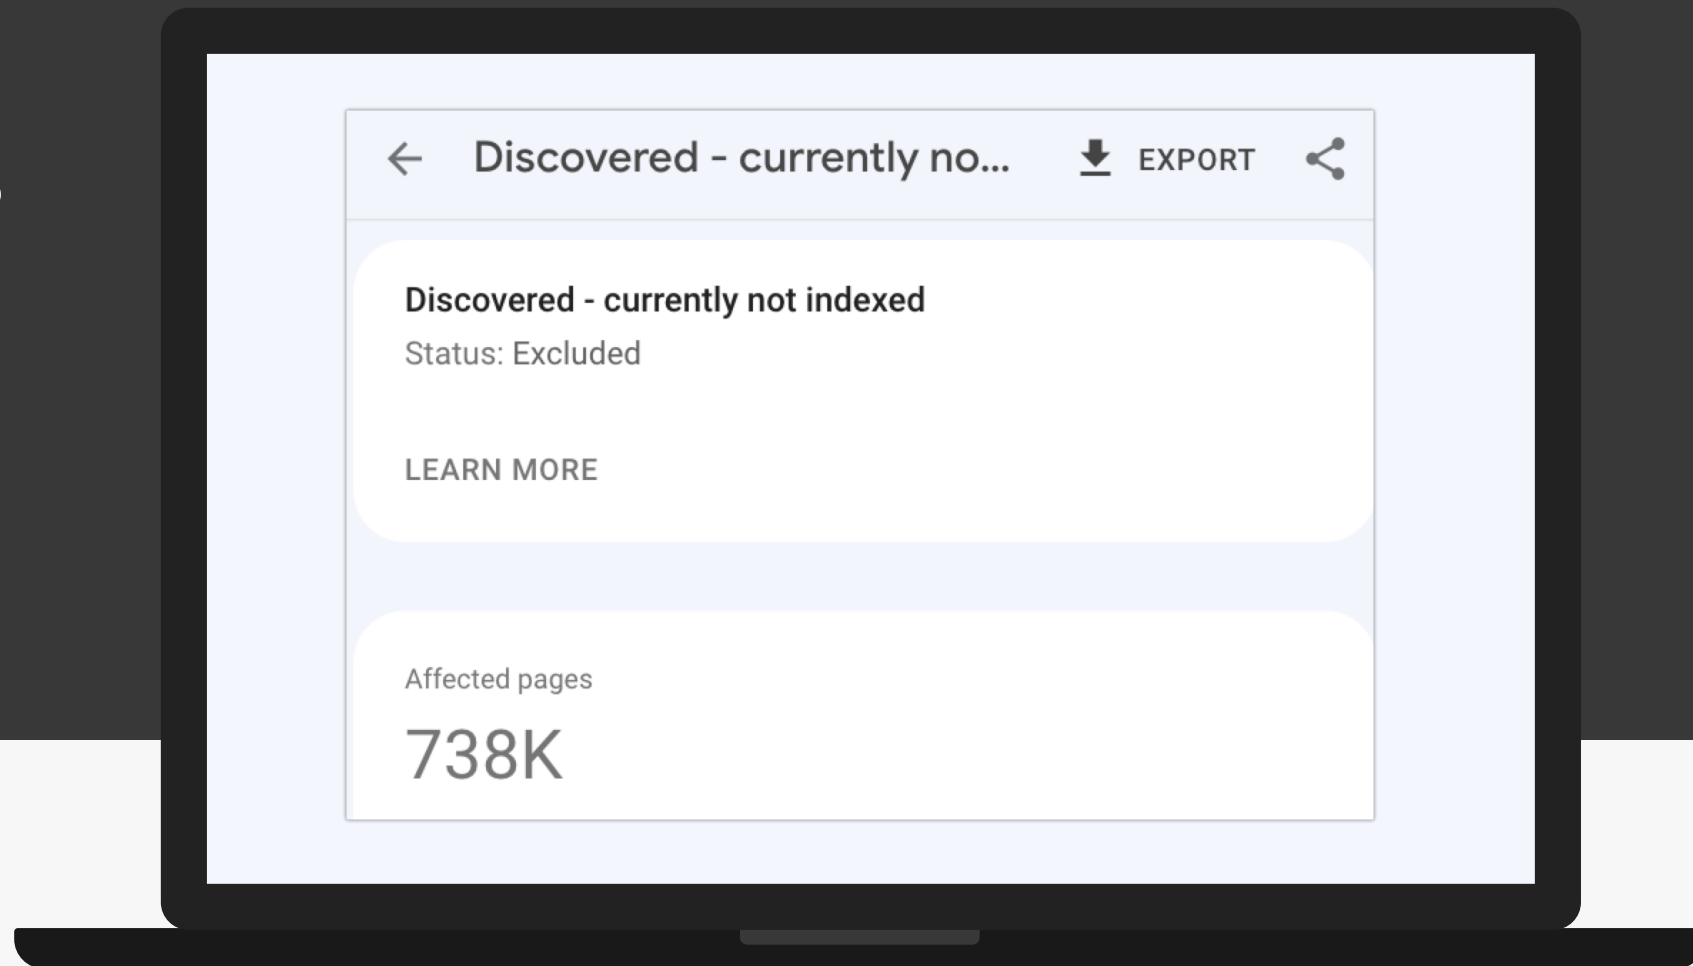 Discovered - currently no...
EXPORT
Discovered - currently not indexed
Status: Excluded
LEARN MORE
Affected pages
738K